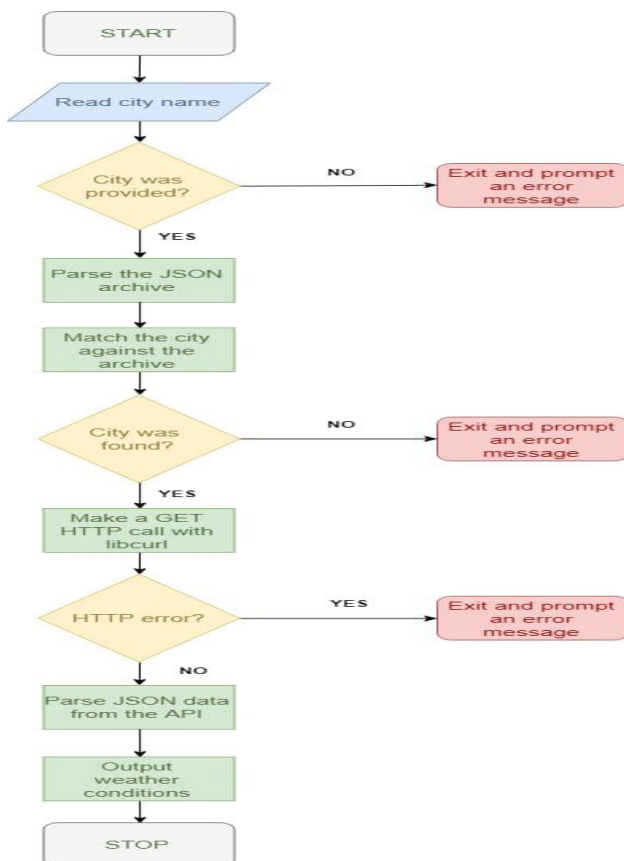 START
Read city name
City was
provided?
NO
Exit and prompt
an error
message
YES
Parse the JSON
archive
Match the city
against the
archive
City was
found?
NO
Exit and prompt
an error
message
YES
Make a GET
HTTP call with
libcurl
HTTP error?
YES
Exit and prompt
an error
message
NO
Parse JSON data
from the API
Output
weather
conditions
STOP